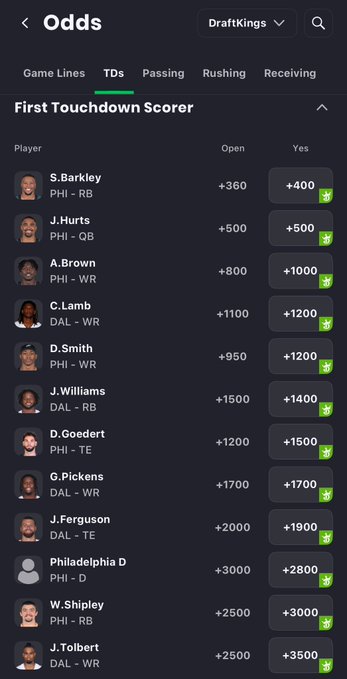 Odds
DraftKings
Game Lines TDs Passing Rushing Receiving
First Touchdown Scorer
Player Open Yes
S.Barkley
PHI - RB
+360 +400
J.Hurts
PHI - QB
+500 +500
A.Brown
PHI - WR
+800 +1000
C.Lamb
DAL - WR
+1100 +1200
D.Smith
PHI - WR
+950 +1200
J.Williams
DAL - RB
+1500 +1400
D.Goedert
PHI - TE
+1200 +1500
G.Pickens
DAL - WR
+1700 +1700
J.Ferguson
DAL - TE
+2000 +1900
Philadelphia D
PHI - D
+3000 +2800
W.Shipley
PHI - RB
+2500 +3000
J.Tolbert
DAL - WR
+2500 +3500